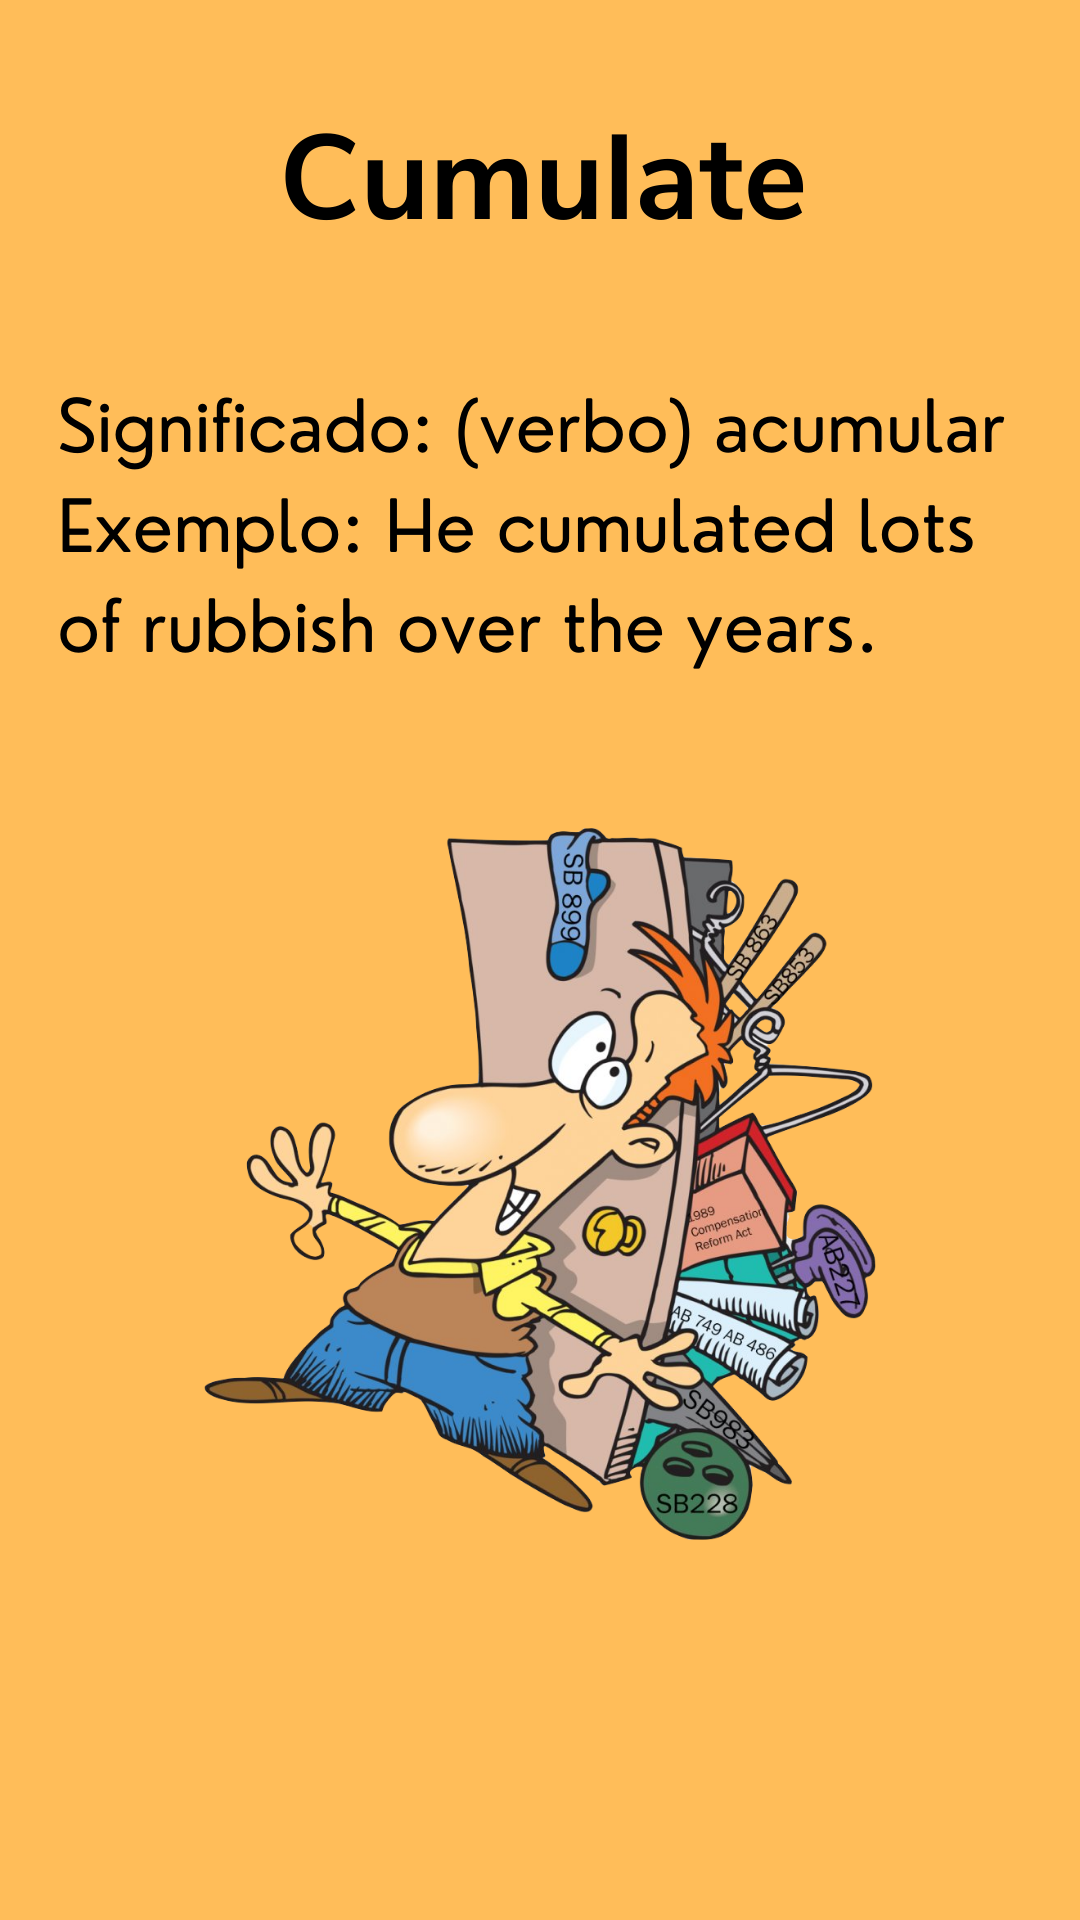 Cumulate
Significado: (verbo) acumular
Exemplo: He cumulated lots
of rubbish over the years.
SB 899
SB 863
SB853
1989
Compensation
Reform Act
AB227
AB 749 AB 486
SB983
SB228